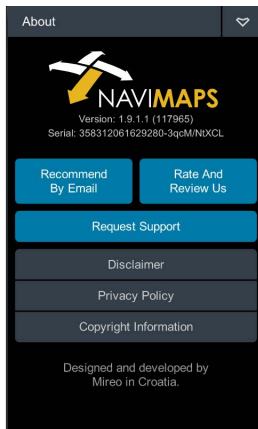 About
NAVIMAPS
Version: 1.9.1.1 (117965)
Serial: 358312061629280-3qcM/NtXCL
Recommend
By Email
Rate And
Review Us
Request Support
Disclaimer
Privacy Policy
Copyright Information
Designed and developed by
Mireo in Croatia.